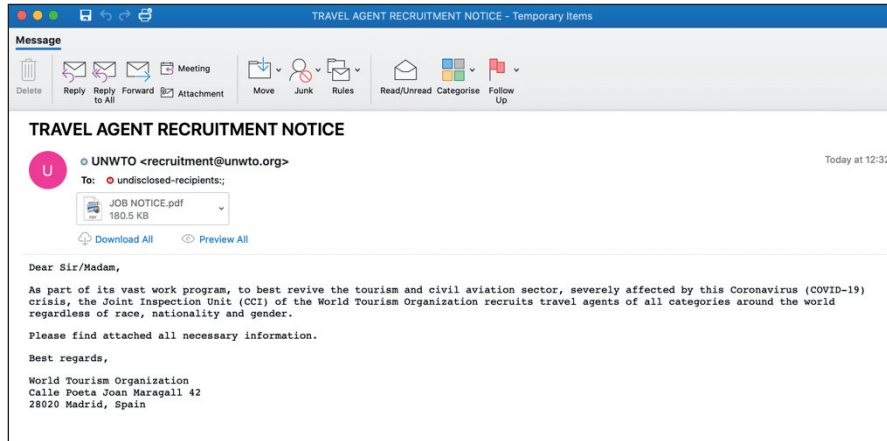 TRAVEL AGENT RECRUITMENT NOTICE - Temporary Items
Message
Delete
Reply
Reply to All
Forward
Meeting
Attachment
Move
Junk
Rules
Read/Unread
Categorise
Follow Up
TRAVEL AGENT RECRUITMENT NOTICE
U
UNWTO <recruitment@unwto.org>
Today at 12:32
To: undisclosed-recipients:;
JOB NOTICE.pdf
180.5 KB
Download All
Preview All
Dear Sir/Madam,
As part of its vast work program, to best revive the tourism and civil aviation sector, severely affected by this Coronavirus (COVID-19)
crisis, the Joint Inspection Unit (CCI) of the World Tourism Organization recruits travel agents of all categories around the world
regardless of race, nationality and gender.
Please find attached all necessary information.
Best regards,
World Tourism Organization
Calle Poeta Joan Maragall 42
28020 Madrid, Spain